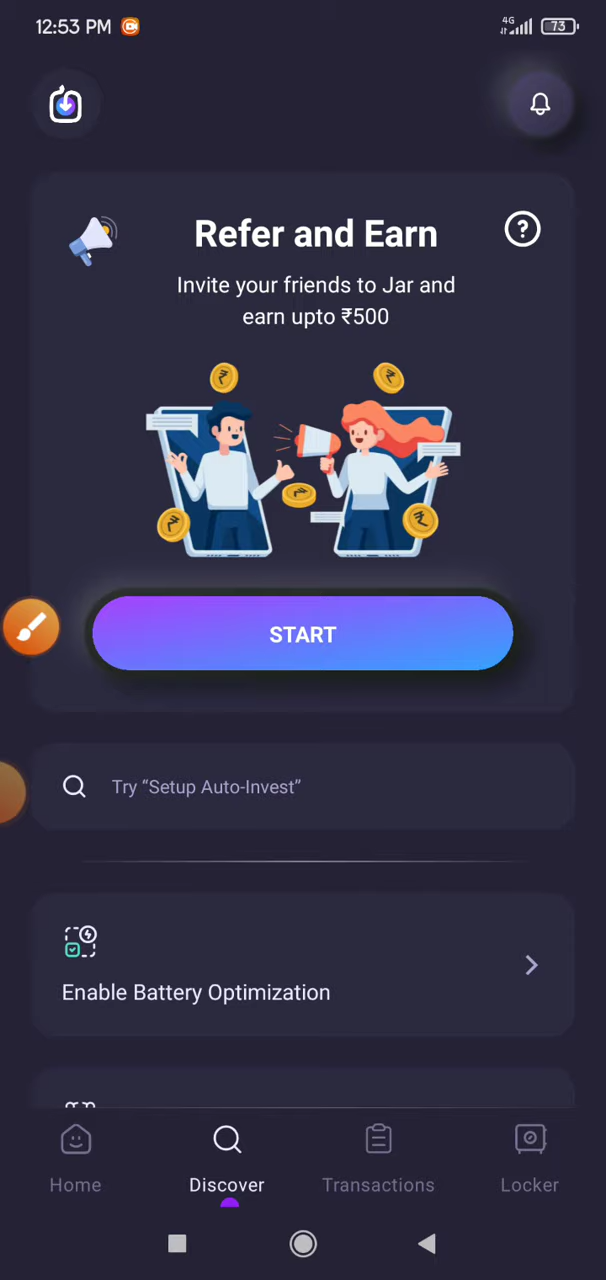 12:53 PM
4G
73
Refer and Earn
?
Invite your friends to Jar and
earn upto ₹500
START
Try “Setup Auto-Invest”
Enable Battery Optimization
Home
Discover
Transactions
Locker